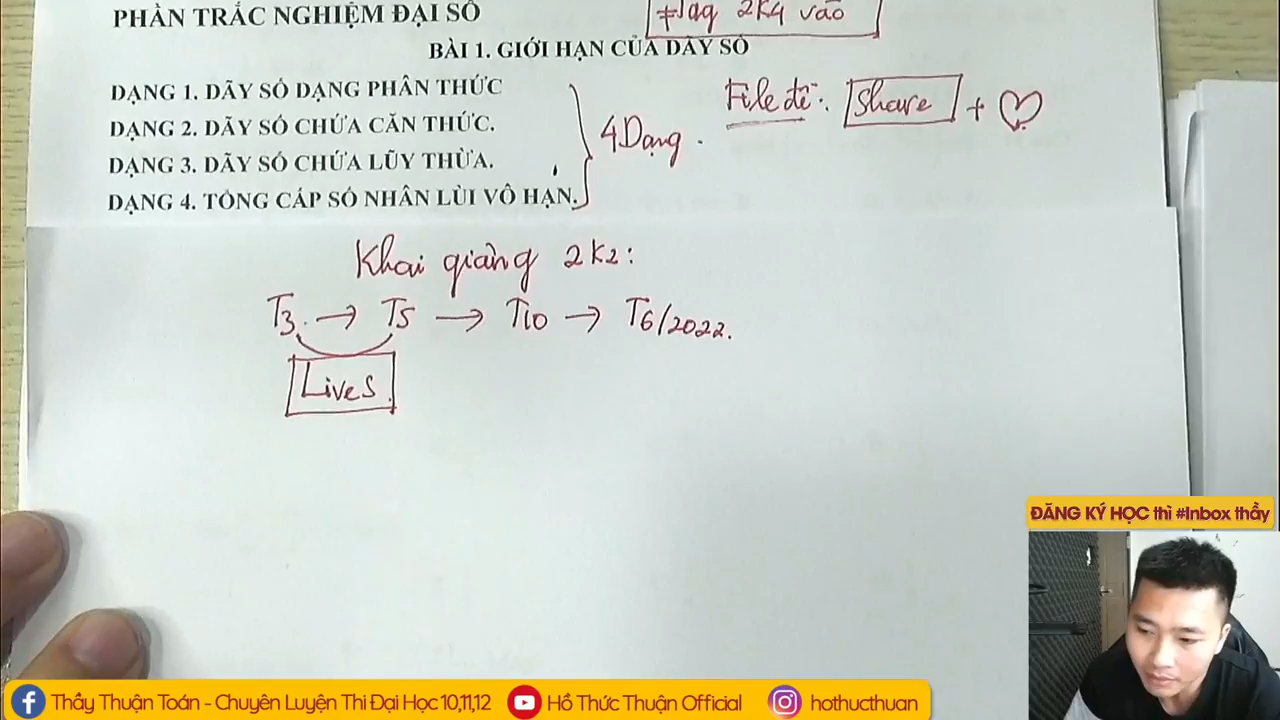 PHẦN TRẮC NGHIỆM ĐẠI SỐ
+Tag 2K4 vào
BÀI 1. GIỚI HẠN CỦA DÃY SỐ
DẠNG 1. DÃY SỐ DẠNG PHÂN THỨC
DẠNG 2. DÃY SỐ CHỨA CĂN THỨC.
DẠNG 3. DÃY SỐ CHỨA LŨY THỪA.
DẠNG 4. TỔNG CẤP SỐ NHÂN LÙI VÔ HẠN.
4 Dạng.
File đề: Share + ♡
Khai giảng 2K2:
T3 → T5 → T10 → T6/2022.
LiveS
ĐĂNG KÝ HỌC thì #Inbox thầy
Thầy Thuận Toán - Chuyên Luyện Thi Đại Học 10,11,12
Hồ Thức Thuận Official
hothucthuan